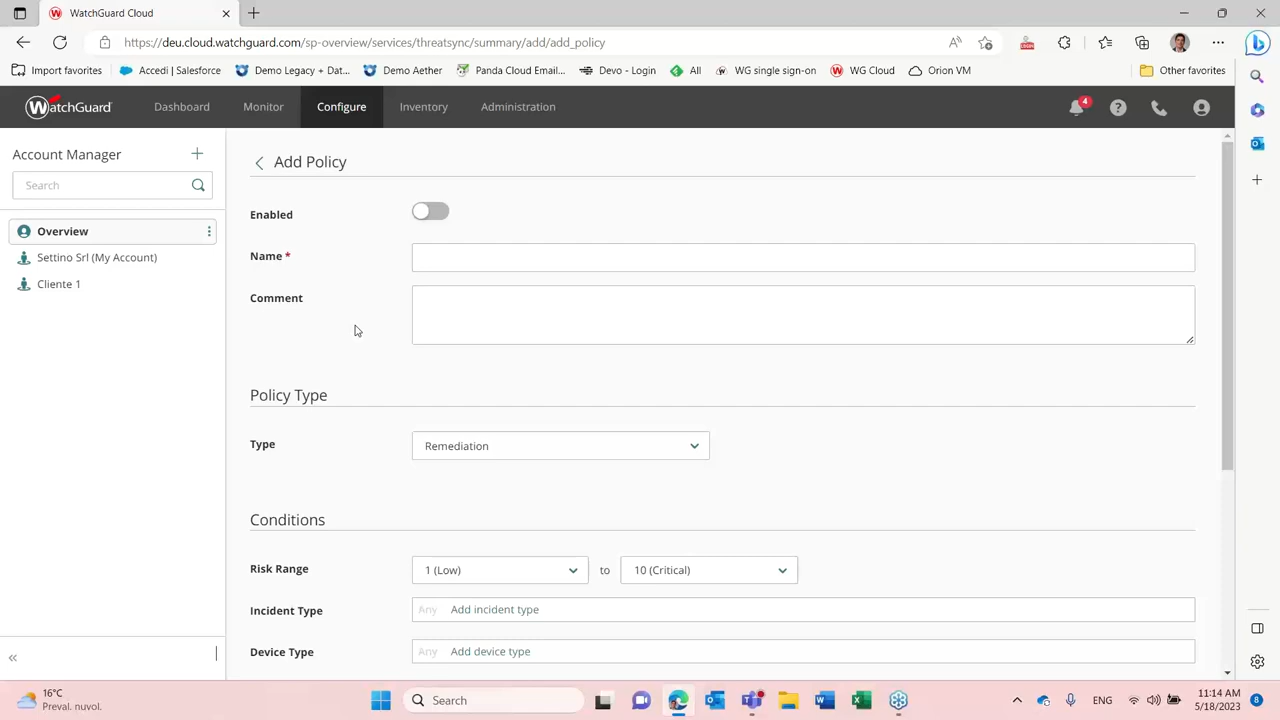 WatchGuard Cloud
https://deu.cloud.watchguard.com/sp-overview/services/threatsync/summary/add/add_policy
Import favorites
Accedi | Salesforce
Demo Legacy + Dat...
Demo Aether
Panda Cloud Email...
Devo - Login
All
WG single sign-on
WG Cloud
Orion VM
Other favorites
WatchGuard
Dashboard
Monitor
Configure
Inventory
Administration
4
Account Manager
Search
Overview
Settino Srl (My Account)
Cliente 1
Add Policy
Enabled
Name *
Comment
Policy Type
Type
Remediation
Conditions
Risk Range
1 (Low)
to
10 (Critical)
Incident Type
Any Add incident type
Device Type
Any Add device type
16°C
Preval. nuvol.
Search
ENG
11:14 AM
5/18/2023
8